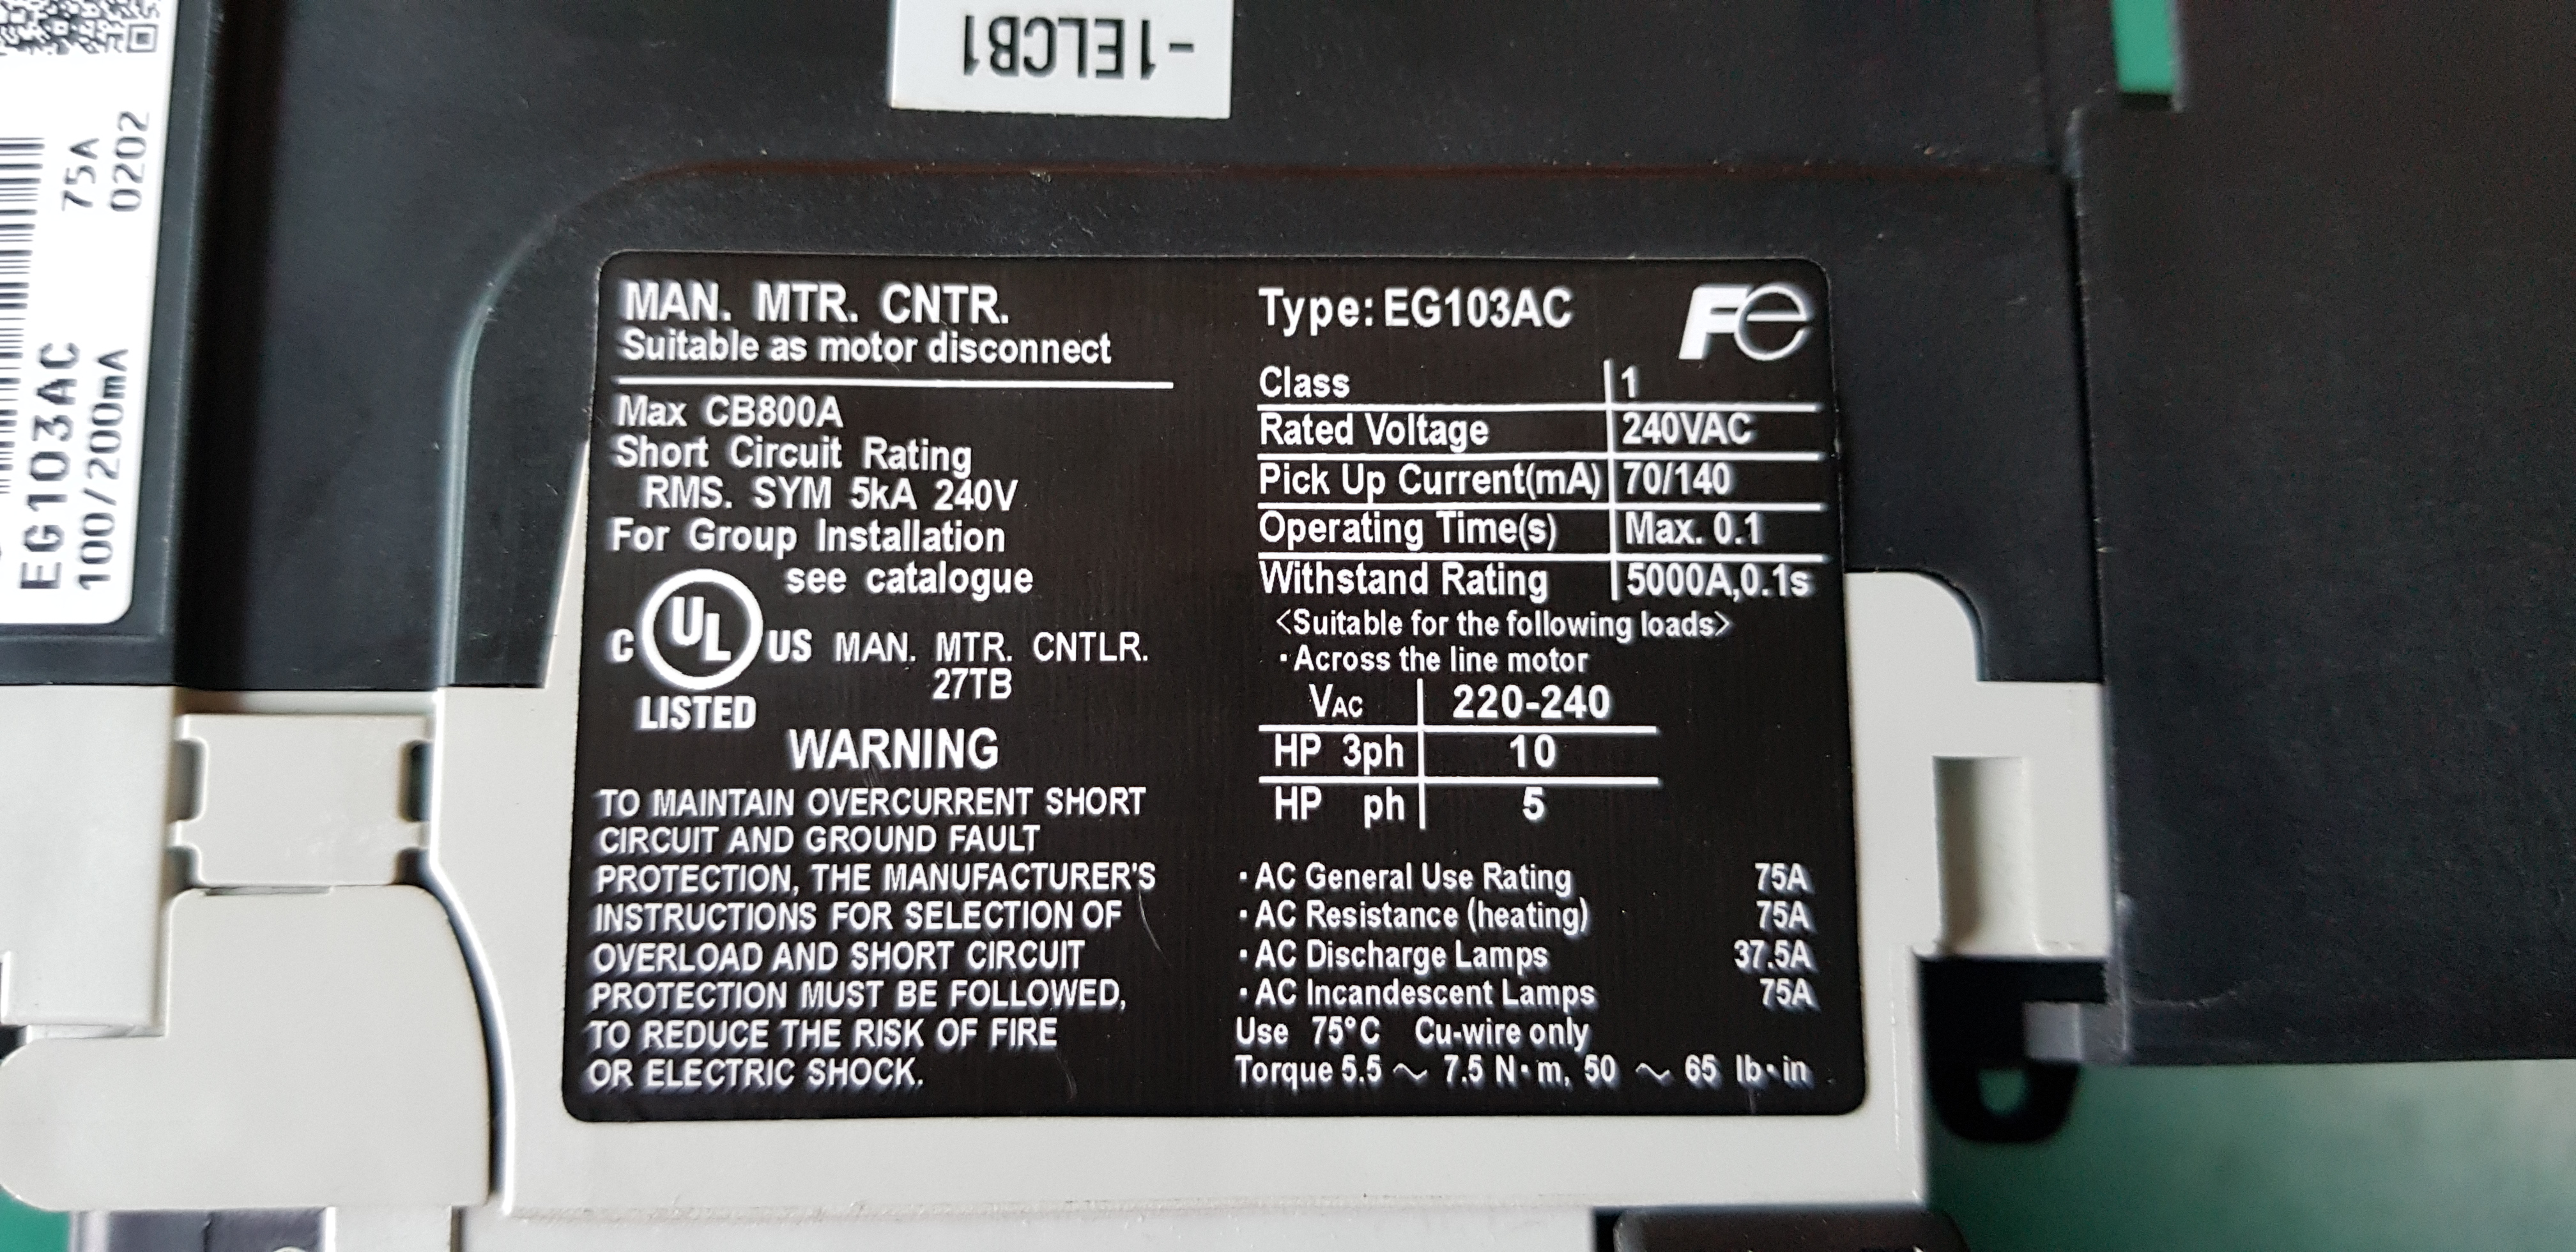 -1ELCB1
75A
0202
EG103AC
100/200mA
MAN. MTR. CNTR.
Suitable as motor disconnect
Max CB800A
Short Circuit Rating
RMS. SYM 5kA 240V
For Group Installation
see catalogue
C UL US MAN. MTR. CNTLR.
27TB
LISTED
WARNING
TO MAINTAIN OVERCURRENT SHORT
CIRCUIT AND GROUND FAULT
PROTECTION, THE MANUFACTURER'S
INSTRUCTIONS FOR SELECTION OF
OVERLOAD AND SHORT CIRCUIT
PROTECTION MUST BE FOLLOWED,
TO REDUCE THE RISK OF FIRE
OR ELECTRIC SHOCK.
Type: EG103AC Fe
Class 1
Rated Voltage 240VAC
Pick Up Current(mA) 70/140
Operating Time(s) Max. 0.1
Withstand Rating 5000A,0.1s
<Suitable for the following loads>
・Across the line motor
VAC 220-240
HP 3ph 10
HP ph 5
・AC General Use Rating 75A
・AC Resistance (heating) 75A
・AC Discharge Lamps 37.5A
・AC Incandescent Lamps 75A
Use 75°C Cu-wire only
Torque 5.5 ～ 7.5 N・m, 50 ～ 65 lb・in